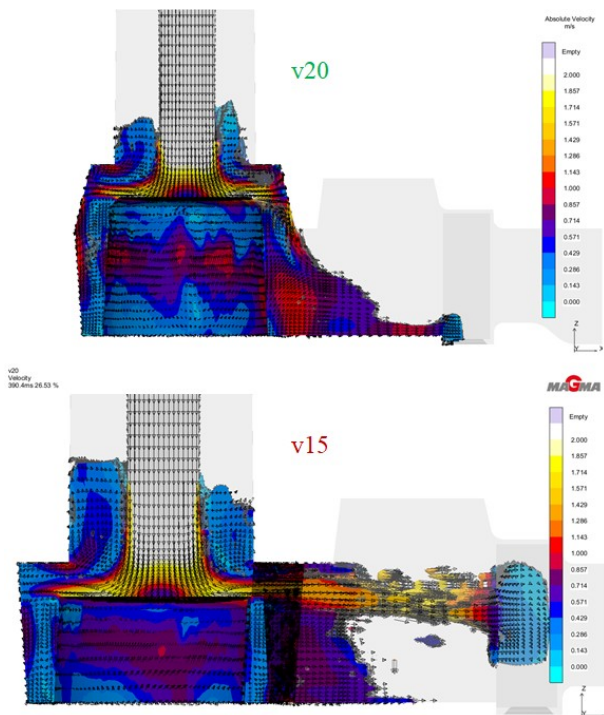 Absolute Velocity
m/s
v20
Empty
2.000
1.857
1.714
1.571
1.429
1.286
1.143
1.000
0.857
0.714
0.571
0.429
0.286
0.143
0.000
Z
Y X
v20
Velocity
390.4ms 26.53 %
MAGMA
v15
Empty
2.000
1.857
1.714
1.571
1.429
1.286
1.143
1.000
0.857
0.714
0.571
0.429
0.286
0.143
0.000
Z